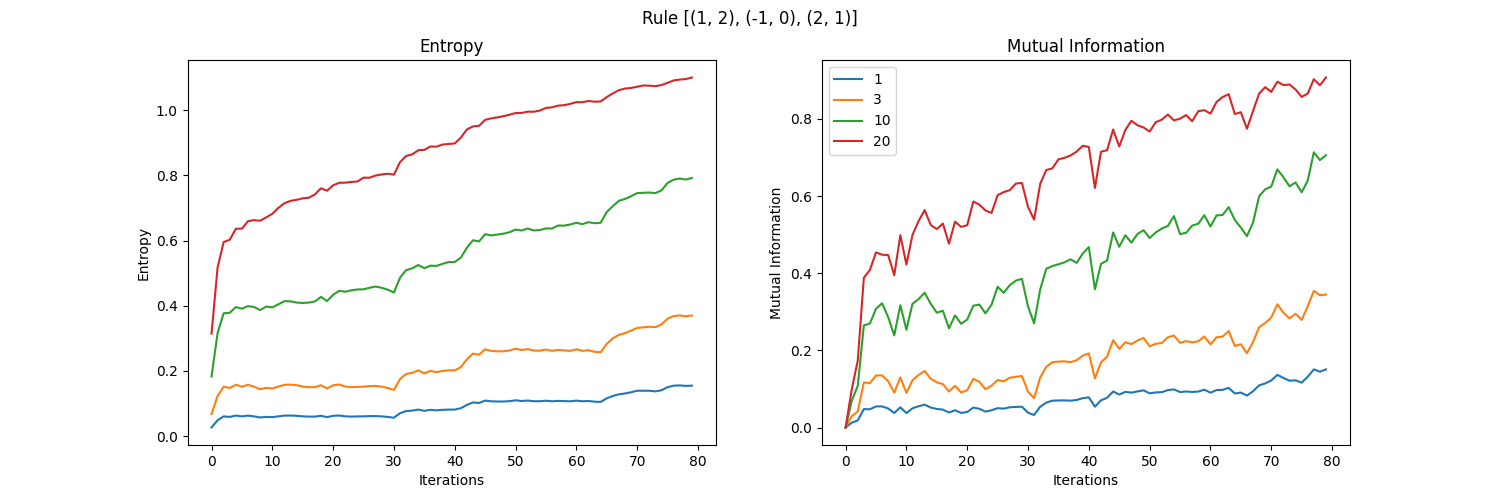 Rule [(1, 2), (-1, 0), (2, 1)]
Entropy
Entropy
1.0
0.8
0.6
0.4
0.2
0.0
0 10 20 30 40 50 60 70 80
Iterations
Mutual Information
Mutual Information
1
3
10
20
0.8
0.6
0.4
0.2
0.0
0 10 20 30 40 50 60 70 80
Iterations